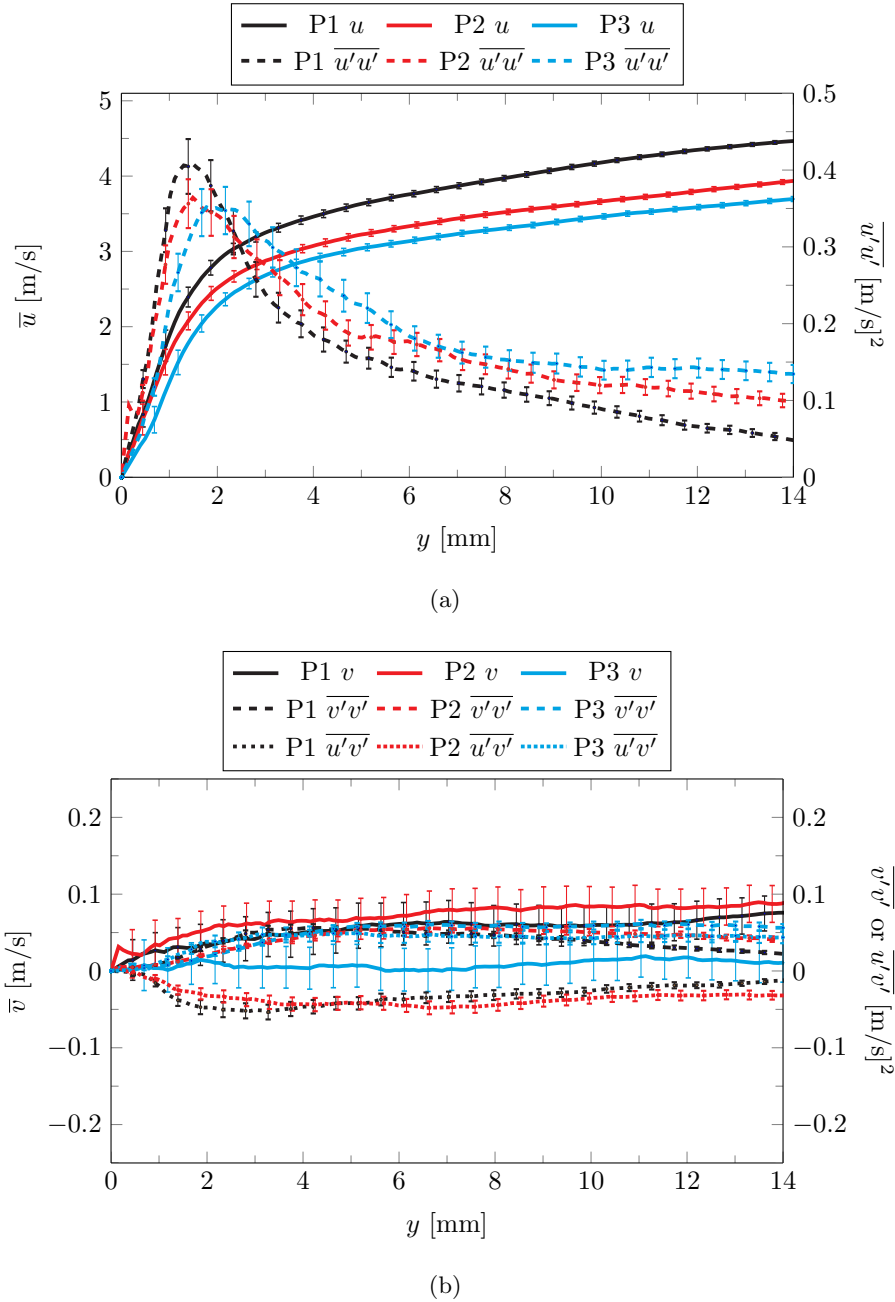 P1 u P2 u P3 u
P1 u′u′ P2 u′u′ P3 u′u′
5
4
3
2
1
0
0.5
0.4
0.3
0.2
0.1
0
0 2 4 6 8 10 12 14
u [m/s]
u′u′ [m/s]²
y [mm]
(a)
P1 v P2 v P3 v
P1 v′v′ P2 v′v′ P3 v′v′
P1 u′v′ P2 u′v′ P3 u′v′
0.2
0.1
0
−0.1
−0.2
0.2
0.1
0
−0.1
−0.2
0 2 4 6 8 10 12 14
v [m/s]
v′v′ or u′v′ [m/s]²
y [mm]
(b)